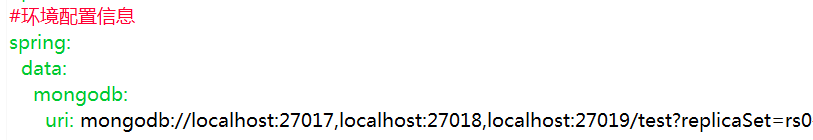 #环境配置信息
spring:
data:
mongodb:
uri: mongodb://localhost:27017,localhost:27018,localhost:27019/test?replicaSet=rs0